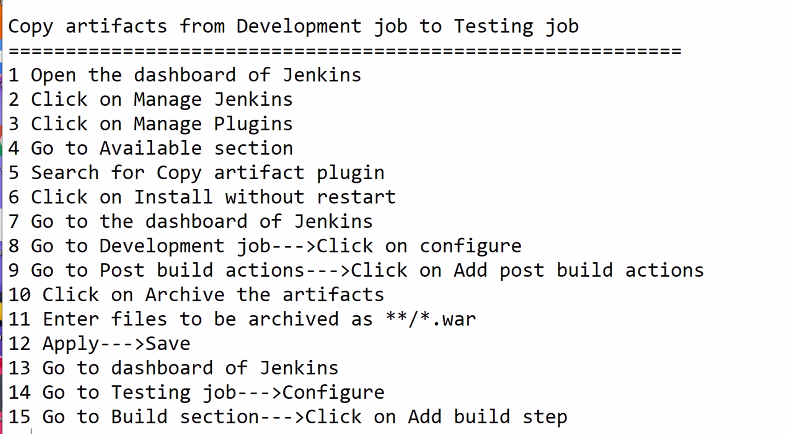 Copy artifacts from Development job to Testing job
===========================================================
1 Open the dashboard of Jenkins
2 Click on Manage Jenkins
3 Click on Manage Plugins
4 Go to Available section
5 Search for Copy artifact plugin
6 Click on Install without restart
7 Go to the dashboard of Jenkins
8 Go to Development job--->Click on configure
9 Go to Post build actions--->Click on Add post build actions
10 Click on Archive the artifacts
11 Enter files to be archived as **/*.war
12 Apply--->Save
13 Go to dashboard of Jenkins
14 Go to Testing job--->Configure
15 Go to Build section--->Click on Add build step